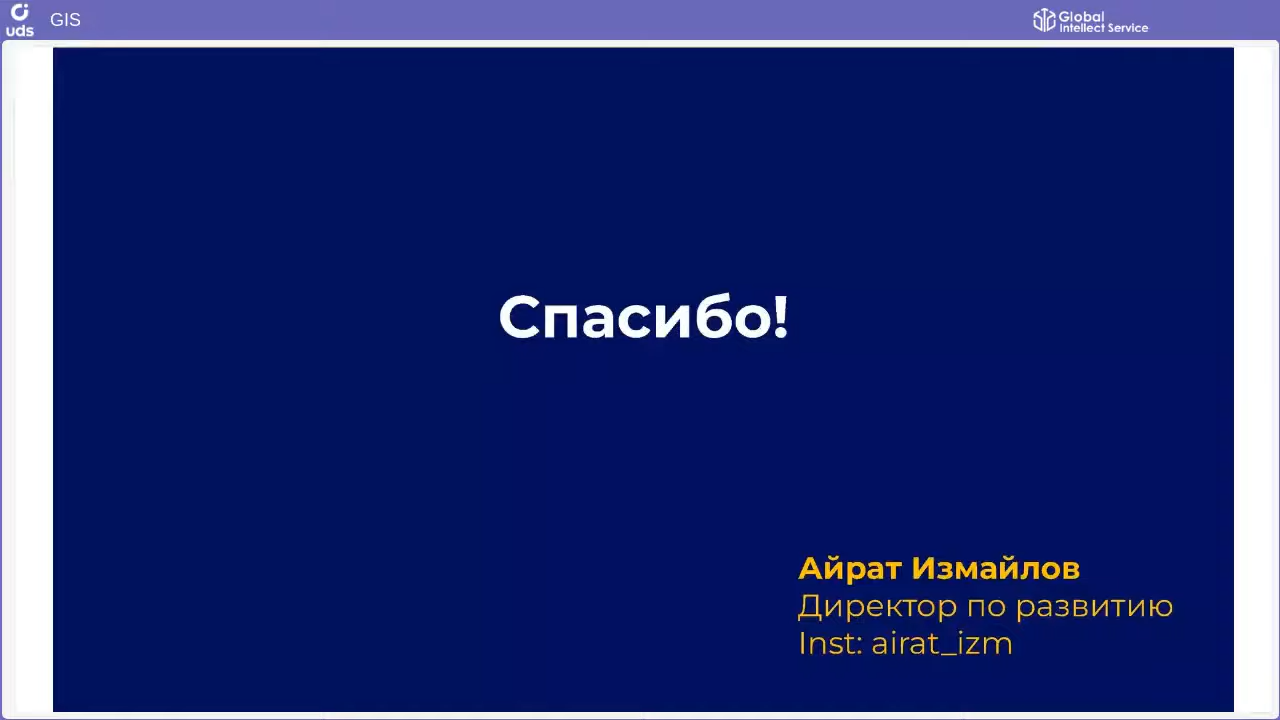 uds
GIS
Global
Intellect Service
Спасибо!
Айрат Измайлов
Директор по развитию
Inst: airat_izm